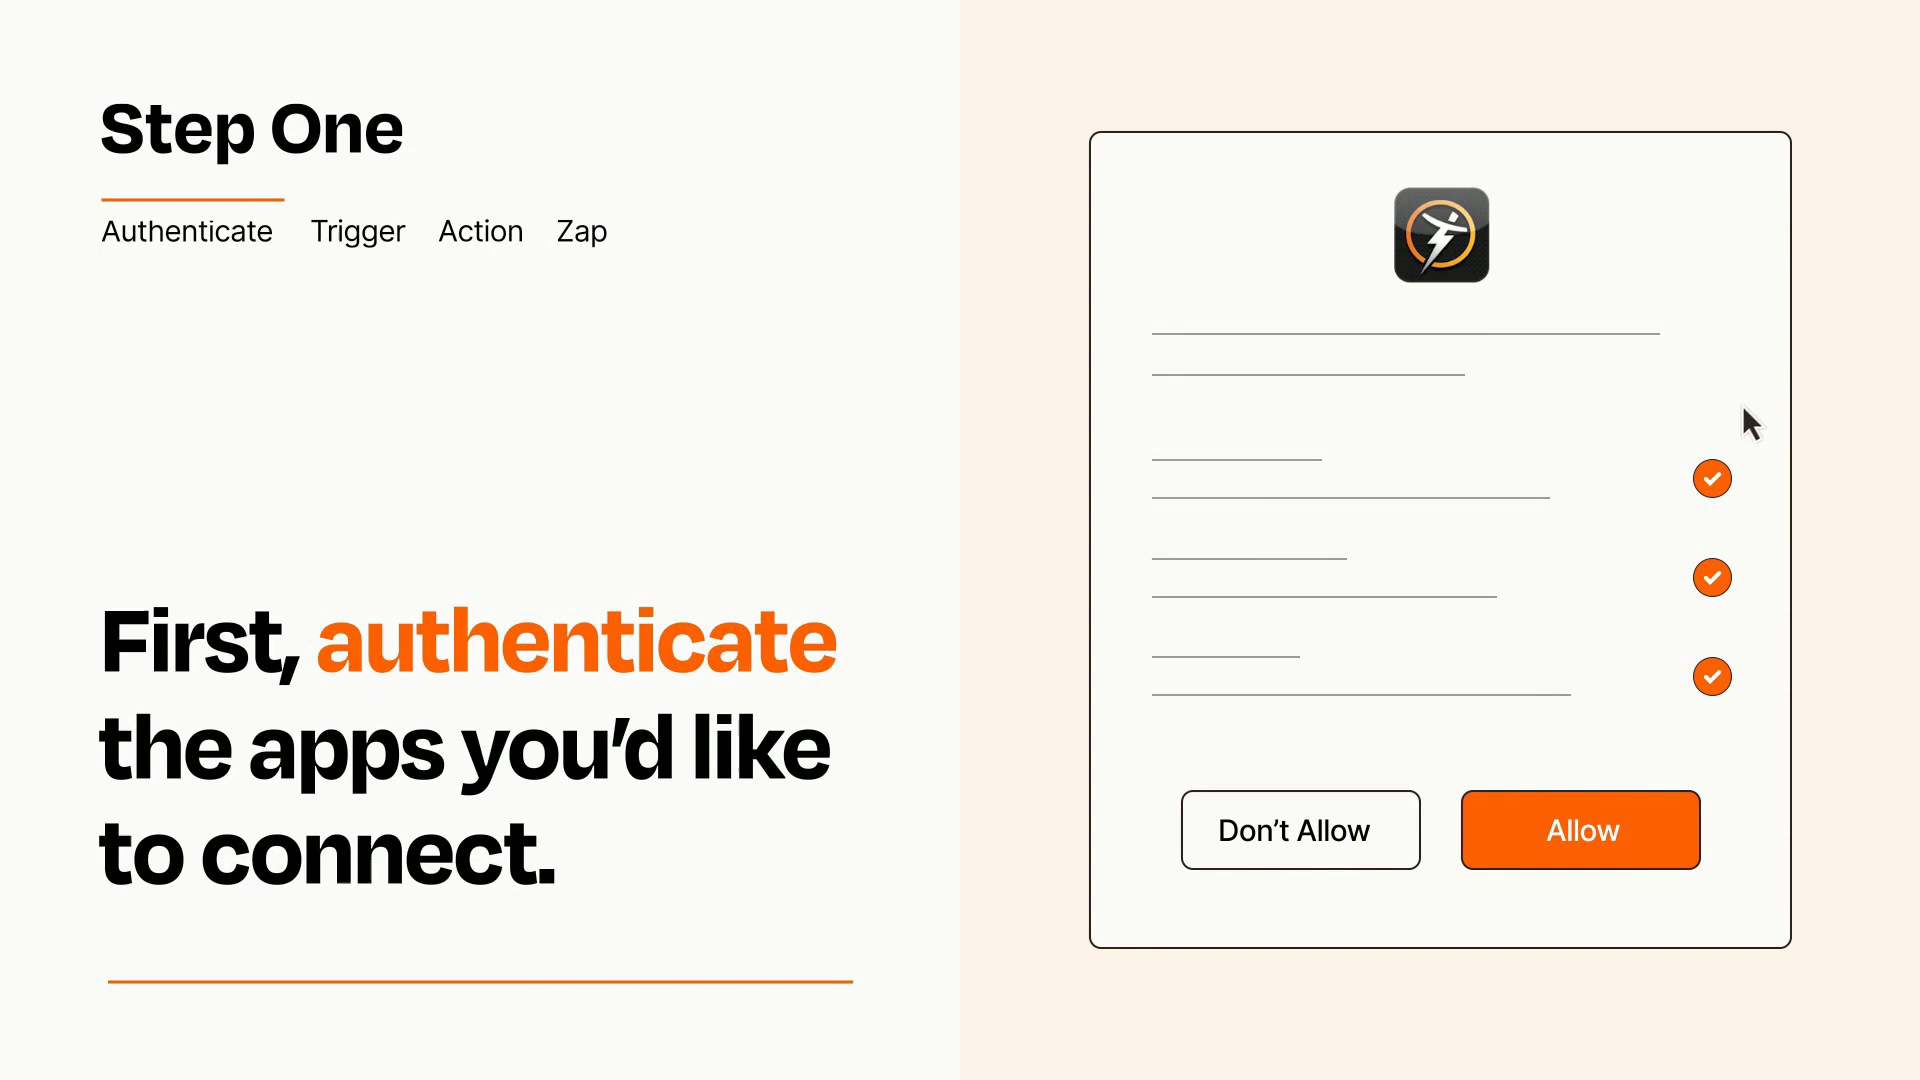 Step One
Authenticate Trigger Action Zap
First, authenticate
the apps you’d like
to connect.
Don’t Allow Allow